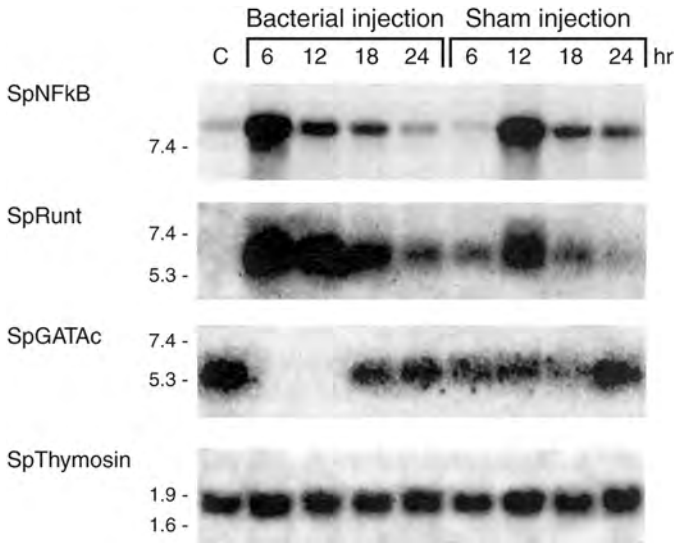 Bacterial injection Sham injection
C 6 12 18 24 6 12 18 24 hr
SpNFkB
7.4 -
SpRunt
7.4 -
5.3 -
SpGATAc
7.4 -
5.3 -
SpThymosin
1.9 -
1.6 -